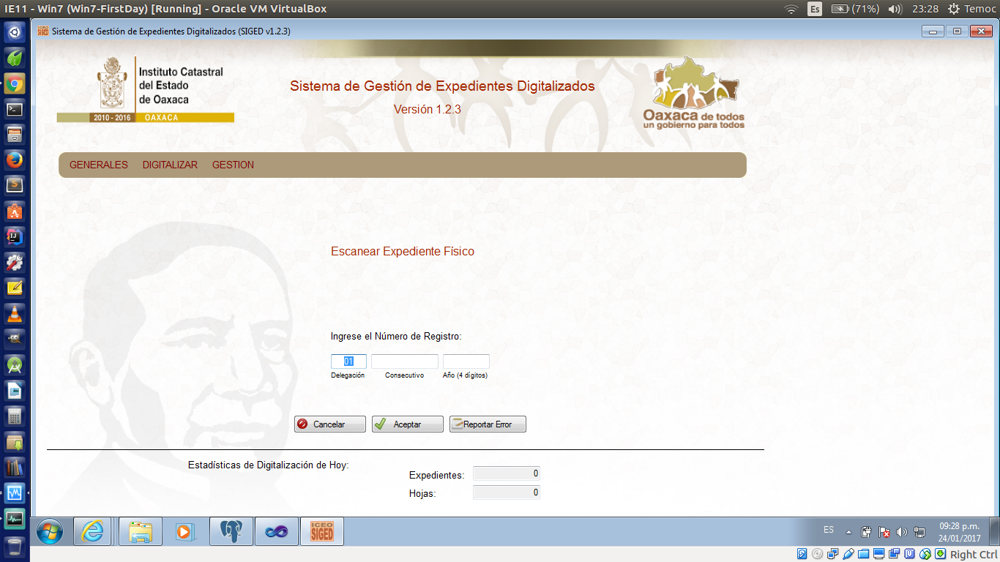 IE11 - Win7 (Win7-FirstDay) [Running] - Oracle VM VirtualBox
Es (71%) 23:28 Temoc
Sistema de Gestión de Expedientes Digitalizados (SIGED v1.2.3)
Instituto Catastral
del Estado
de Oaxaca
2010 - 2016 OAXACA
Sistema de Gestión de Expedientes Digitalizados
Versión 1.2.3
Oaxaca de todos
un gobierno para todos
GENERALES DIGITALIZAR GESTION
Escanear Expediente Físico
Ingrese el Número de Registro:
01
Delegación Consecutivo Año (4 dígitos)
Cancelar Aceptar Reportar Error
Estadísticas de Digitalización de Hoy:
Expedientes: 0
Hojas: 0
ICEO
SIGED
ES
09:28 p.m.
24/01/2017
Right Ctrl